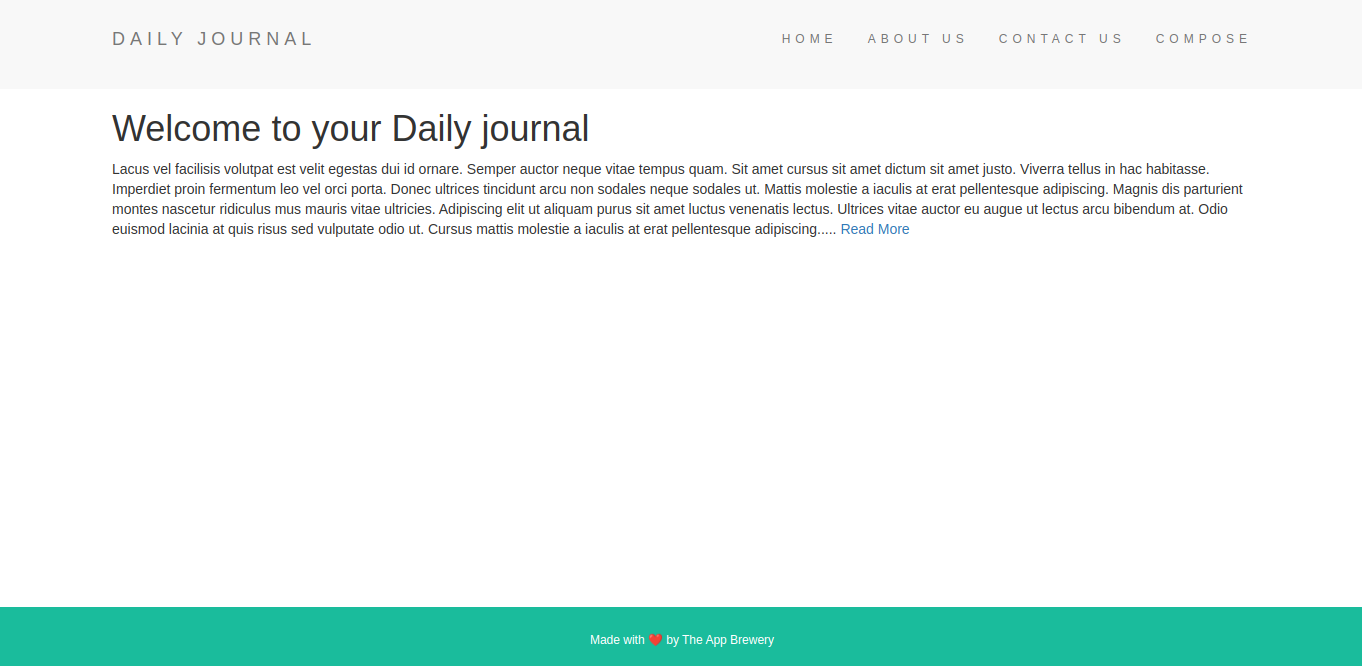 DAILY JOURNAL
HOME ABOUT US CONTACT US COMPOSE
Welcome to your Daily journal
Lacus vel facilisis volutpat est velit egestas dui id ornare. Semper auctor neque vitae tempus quam. Sit amet cursus sit amet dictum sit amet justo. Viverra tellus in hac habitasse.
Imperdiet proin fermentum leo vel orci porta. Donec ultrices tincidunt arcu non sodales neque sodales ut. Mattis molestie a iaculis at erat pellentesque adipiscing. Magnis dis parturient
montes nascetur ridiculus mus mauris vitae ultricies. Adipiscing elit ut aliquam purus sit amet luctus venenatis lectus. Ultrices vitae auctor eu augue ut lectus arcu bibendum at. Odio
euismod lacinia at quis risus sed vulputate odio ut. Cursus mattis molestie a iaculis at erat pellentesque adipiscing..... Read More
Made with ❤️ by The App Brewery